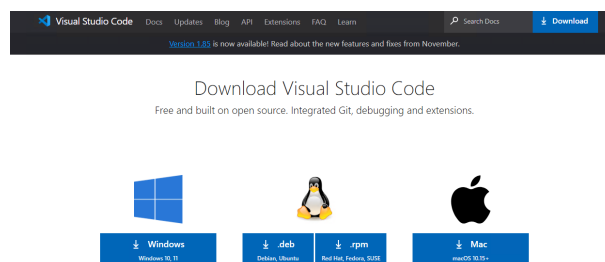 Visual Studio Code Docs Updates Blog API Extensions FAQ Learn Search Docs Download
Version 1.85 is now available! Read about the new features and fixes from November.
Download Visual Studio Code
Free and built on open source. Integrated Git, debugging and extensions.
Windows
Windows 10, 11
.deb
Debian, Ubuntu
.rpm
Red Hat, Fedora, SUSE
Mac
macOS 10.15+